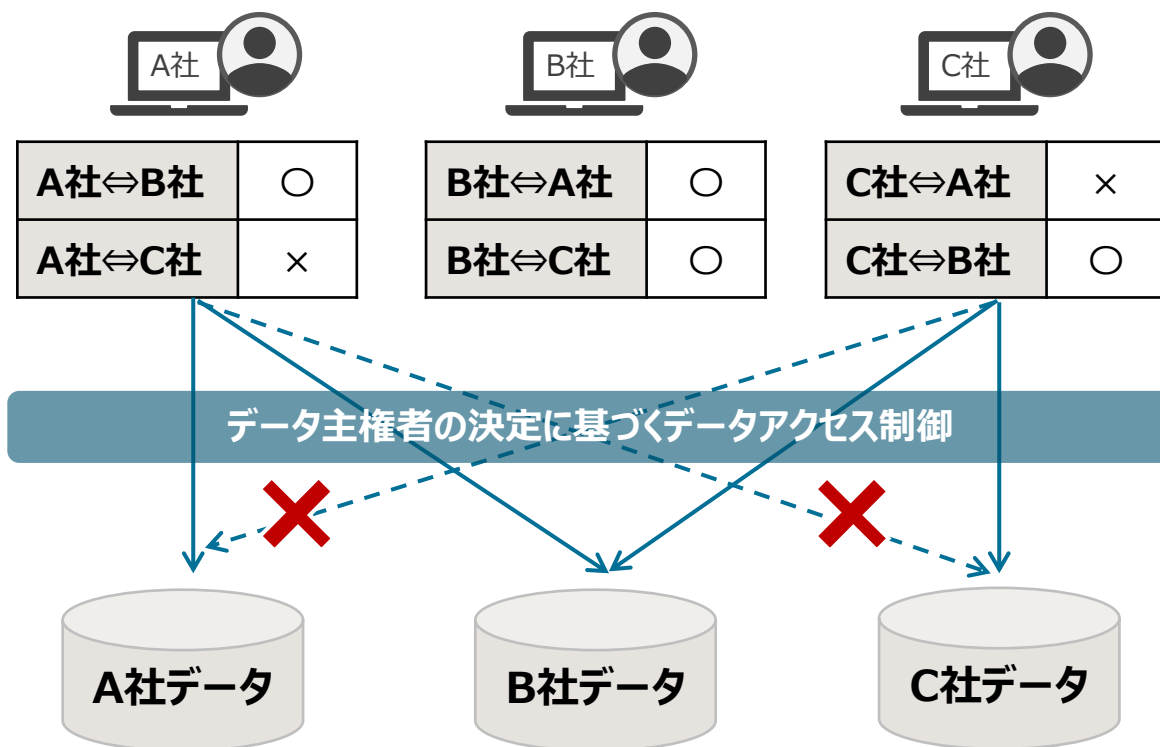 A社
B社
C社
A社⇔B社 〇
A社⇔C社 ×
B社⇔A社 〇
B社⇔C社 〇
C社⇔A社 ×
C社⇔B社 〇
データ主権者の決定に基づくデータアクセス制御
A社データ
B社データ
C社データ